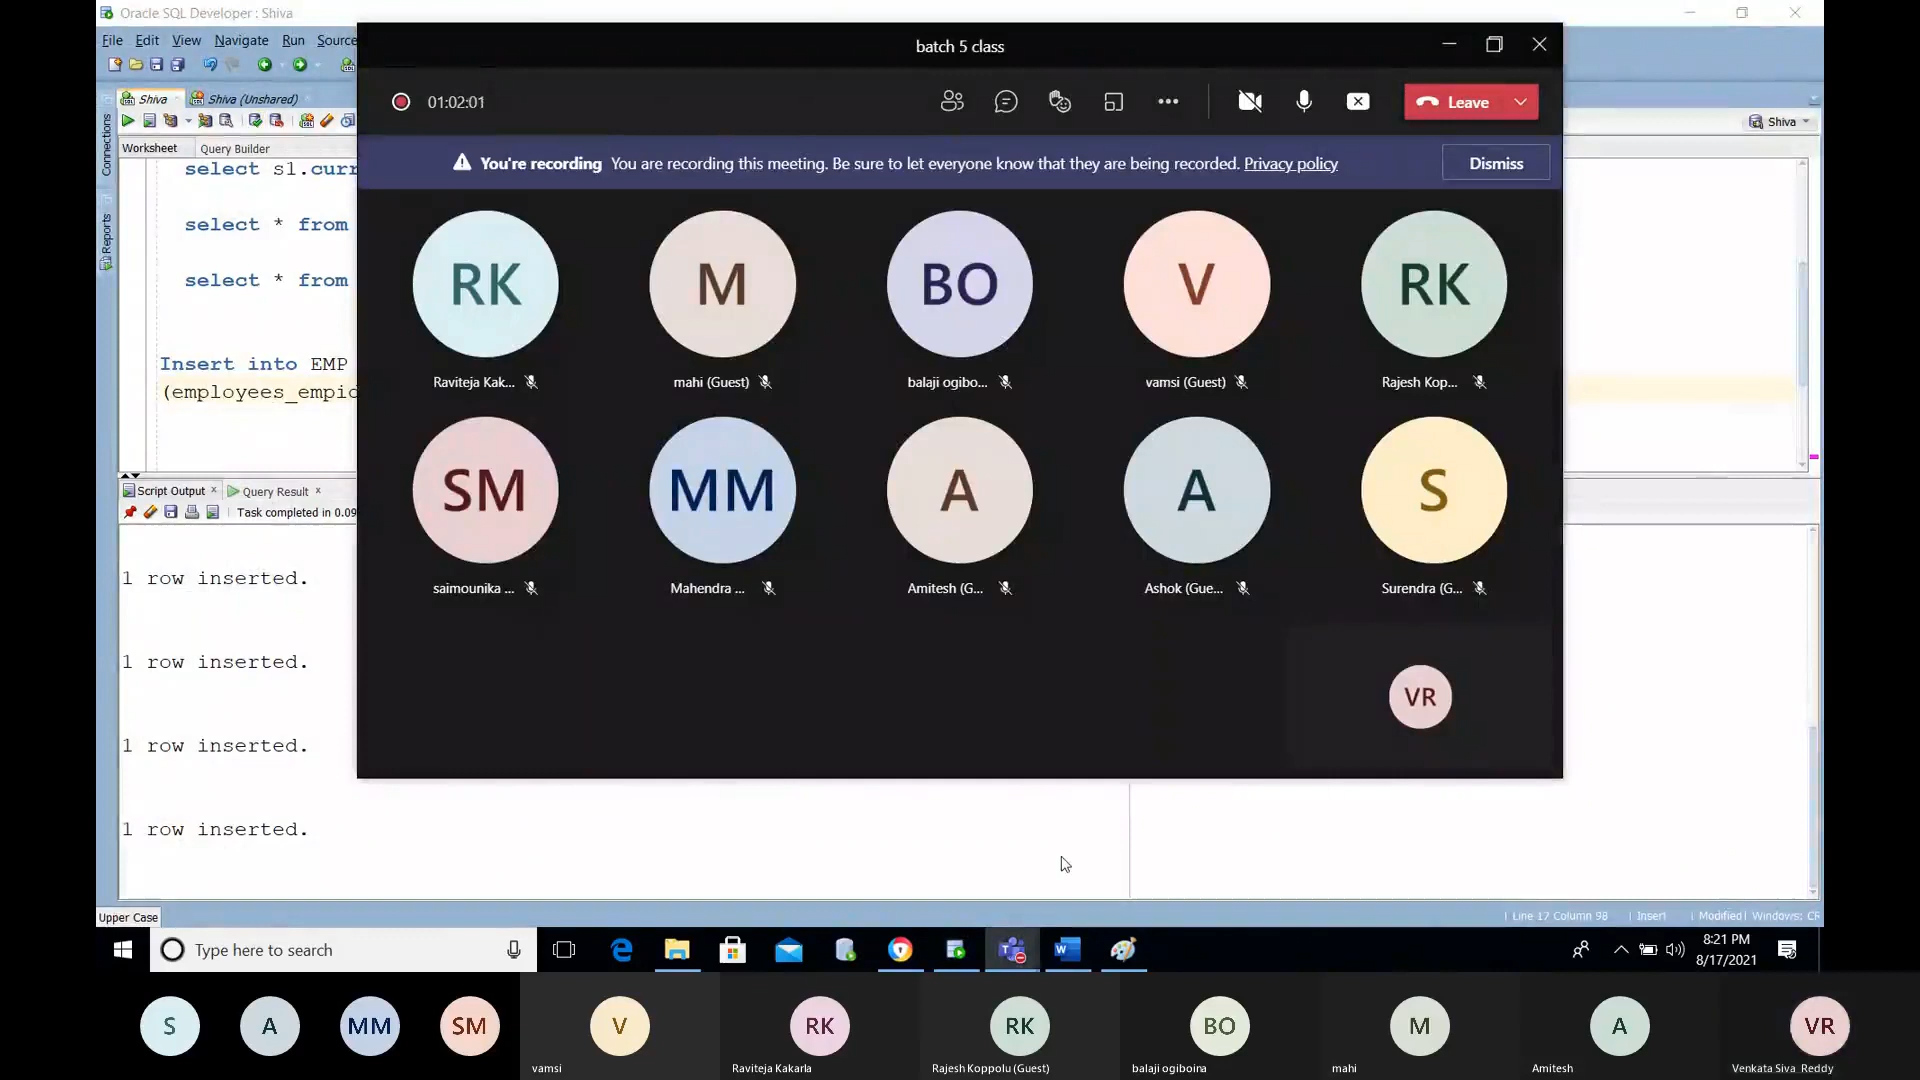 Oracle SQL Developer : Shiva
File Edit View Navigate Run Source
Shiva
Shiva (Unshared)
Shiva
Worksheet Query Builder
Connections
Reports
select s1.curr
select * from
select * from
Insert into EMP
(employees_empid
Script Output × Query Result ×
Task completed in 0.09
1 row inserted.
1 row inserted.
1 row inserted.
1 row inserted.
batch 5 class
01:02:01
Leave
You're recording You are recording this meeting. Be sure to let everyone know that they are being recorded. Privacy policy
Dismiss
RK M BO V RK
Raviteja Kak... mahi (Guest) balaji ogibo... vamsi (Guest) Rajesh Kop...
SM MM A A S
saimounika ... Mahendra ... Amitesh (G... Ashok (Gue... Surendra (G...
VR
Upper Case
Line 17 Column 98 Insert Modified Windows: CR
Type here to search
8:21 PM
8/17/2021
S A MM SM V RK RK BO M A VR
vamsi Raviteja Kakarla Rajesh Koppolu (Guest) balaji ogiboina mahi Amitesh Venkata Siva Reddy